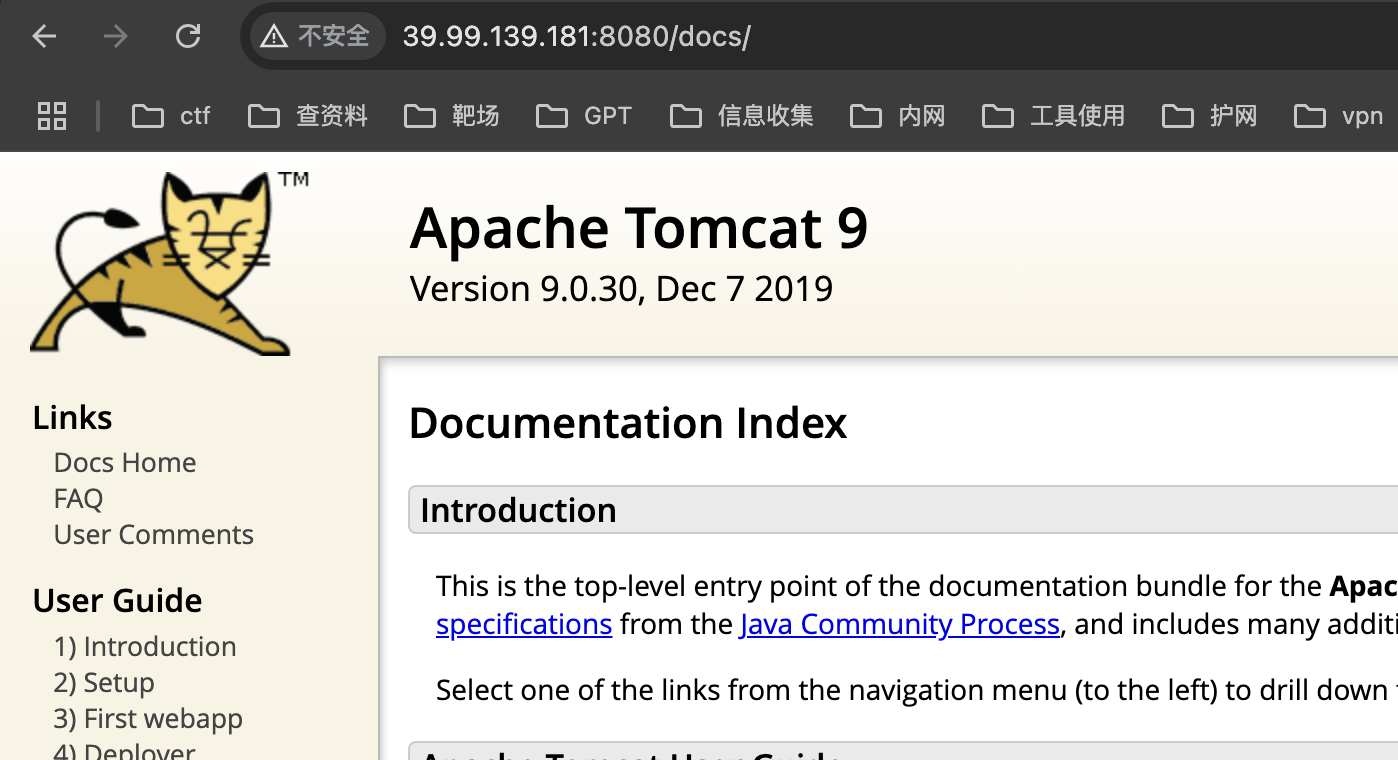 不安全 39.99.139.181:8080/docs/
ctf 查资料 靶场 GPT 信息收集 内网 工具使用 护网 vpn
TM
Apache Tomcat 9
Version 9.0.30, Dec 7 2019
Links
Docs Home
FAQ
User Comments
User Guide
1) Introduction
2) Setup
3) First webapp
4) Deployer
Documentation Index
Introduction
This is the top-level entry point of the documentation bundle for the Apac
specifications from the Java Community Process, and includes many additi
Select one of the links from the navigation menu (to the left) to drill down
Apache Tomcat User Guide